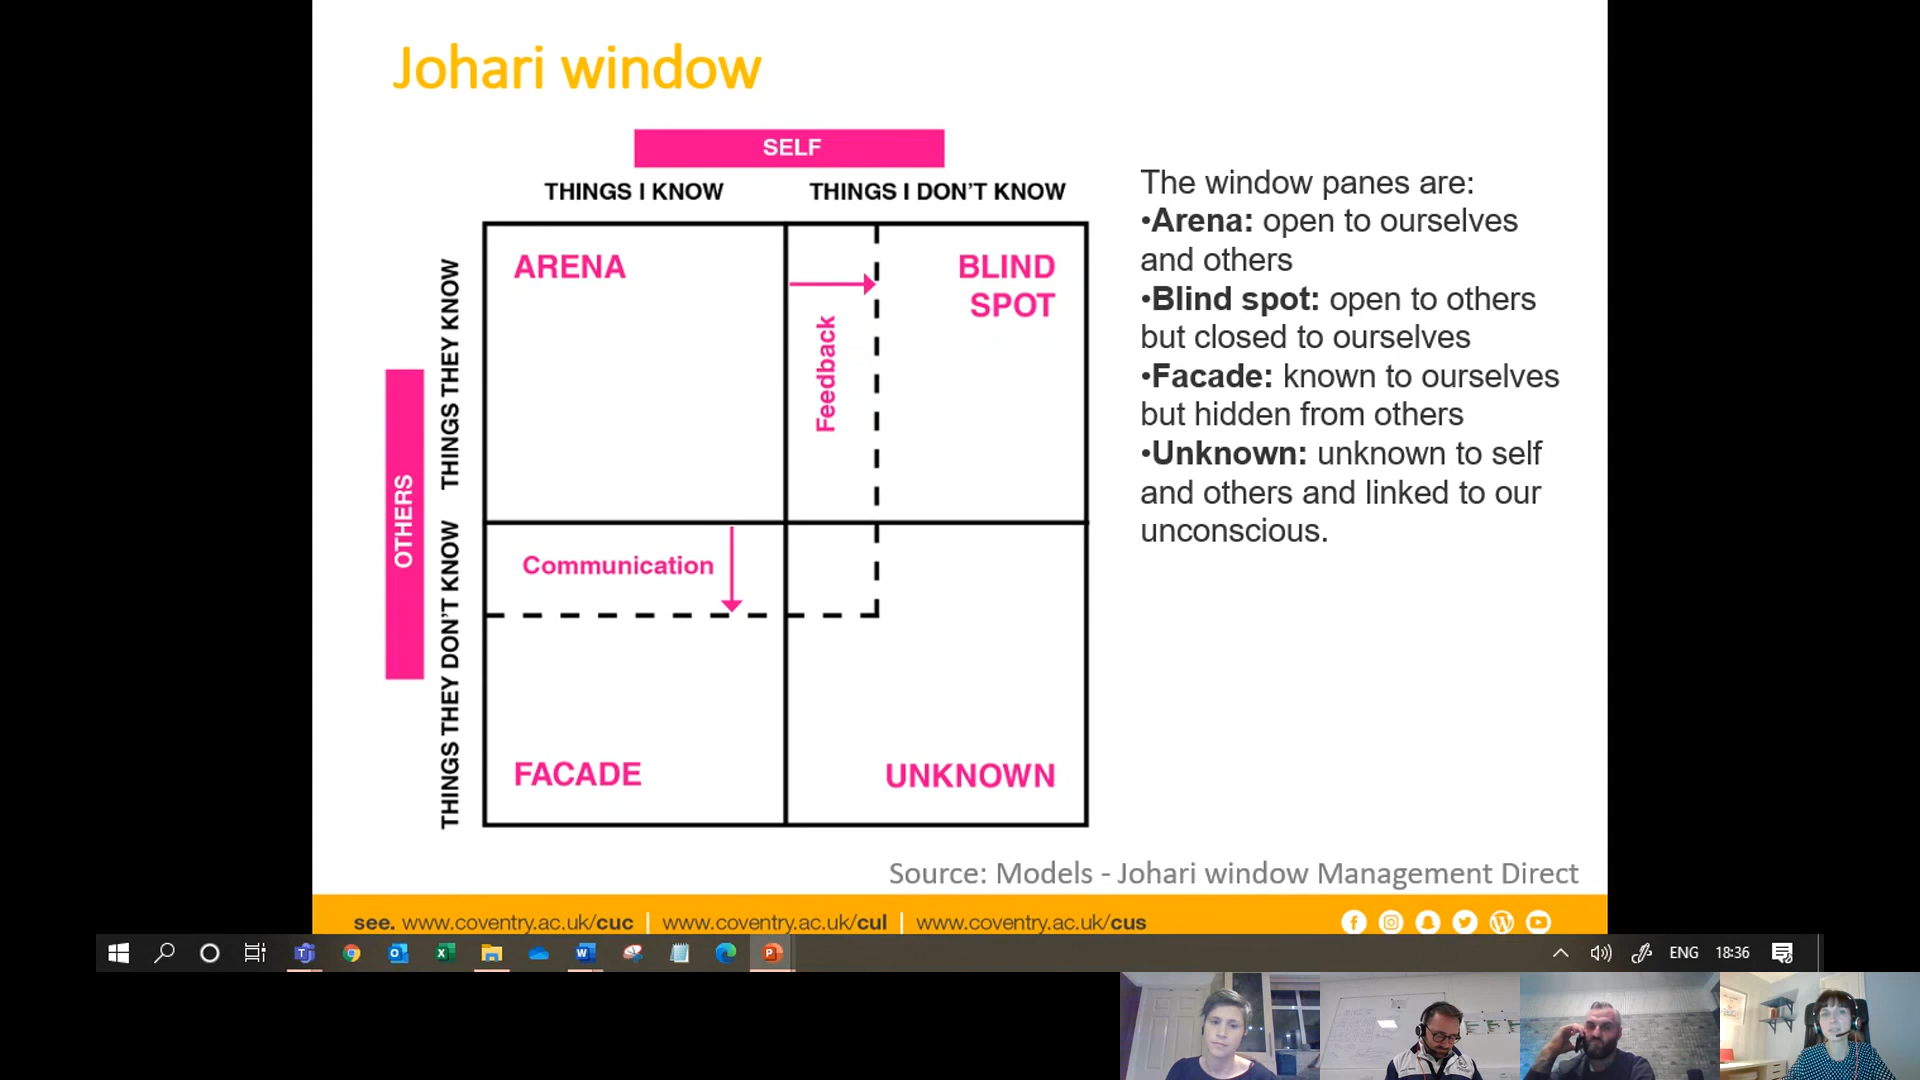 Johari window
SELF
THINGS I KNOW
THINGS I DON'T KNOW
OTHERS
THINGS THEY KNOW
THINGS THEY DON'T KNOW
ARENA
BLIND
SPOT
Feedback
Communication
FACADE
UNKNOWN
The window panes are:
•Arena: open to ourselves
and others
•Blind spot: open to others
but closed to ourselves
•Facade: known to ourselves
but hidden from others
•Unknown: unknown to self
and others and linked to our
unconscious.
Source: Models - Johari window Management Direct
see. www.coventry.ac.uk/cuc | www.coventry.ac.uk/cul | www.coventry.ac.uk/cus
ENG 18:36